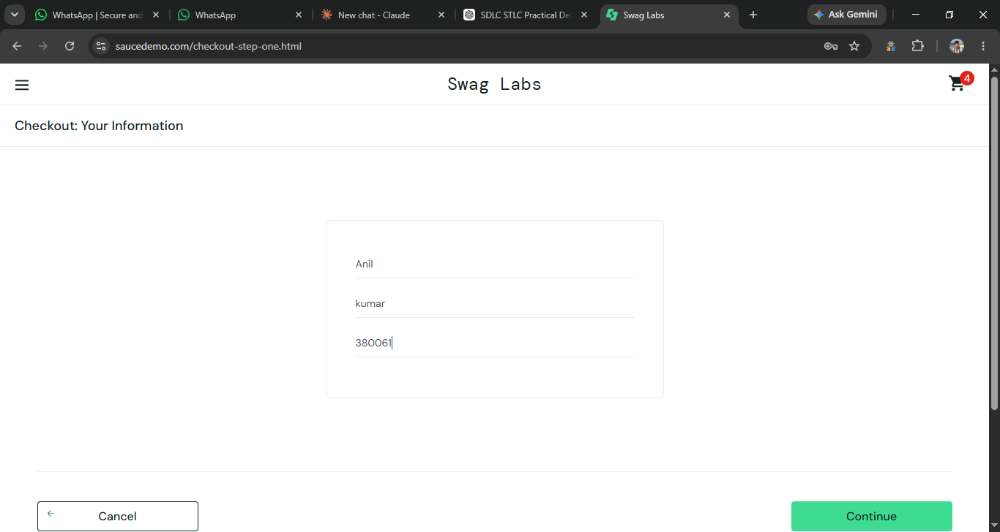 WhatsApp | Secure and
WhatsApp
New chat - Claude
SDLC STLC Practical De
Swag Labs
Ask Gemini
saucedemo.com/checkout-step-one.html
Swag Labs
4
Checkout: Your Information
Anil
kumar
380061
Cancel
Continue